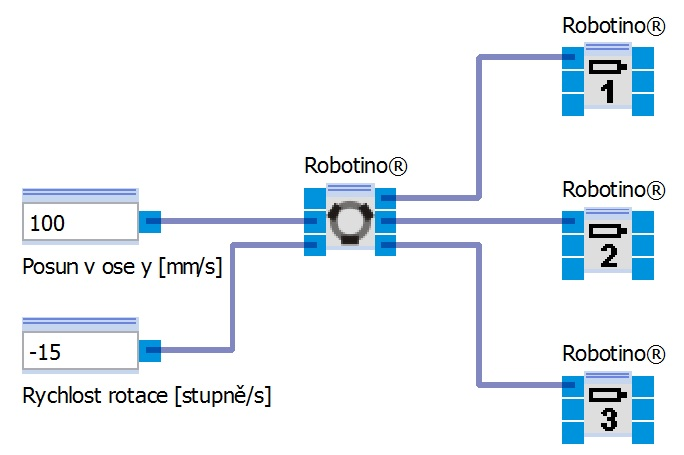 Robotino®
1
Robotino®
Robotino®
100
2
Posun v ose y [mm/s]
-15
Robotino®
Rychlost rotace [stupně/s]
3